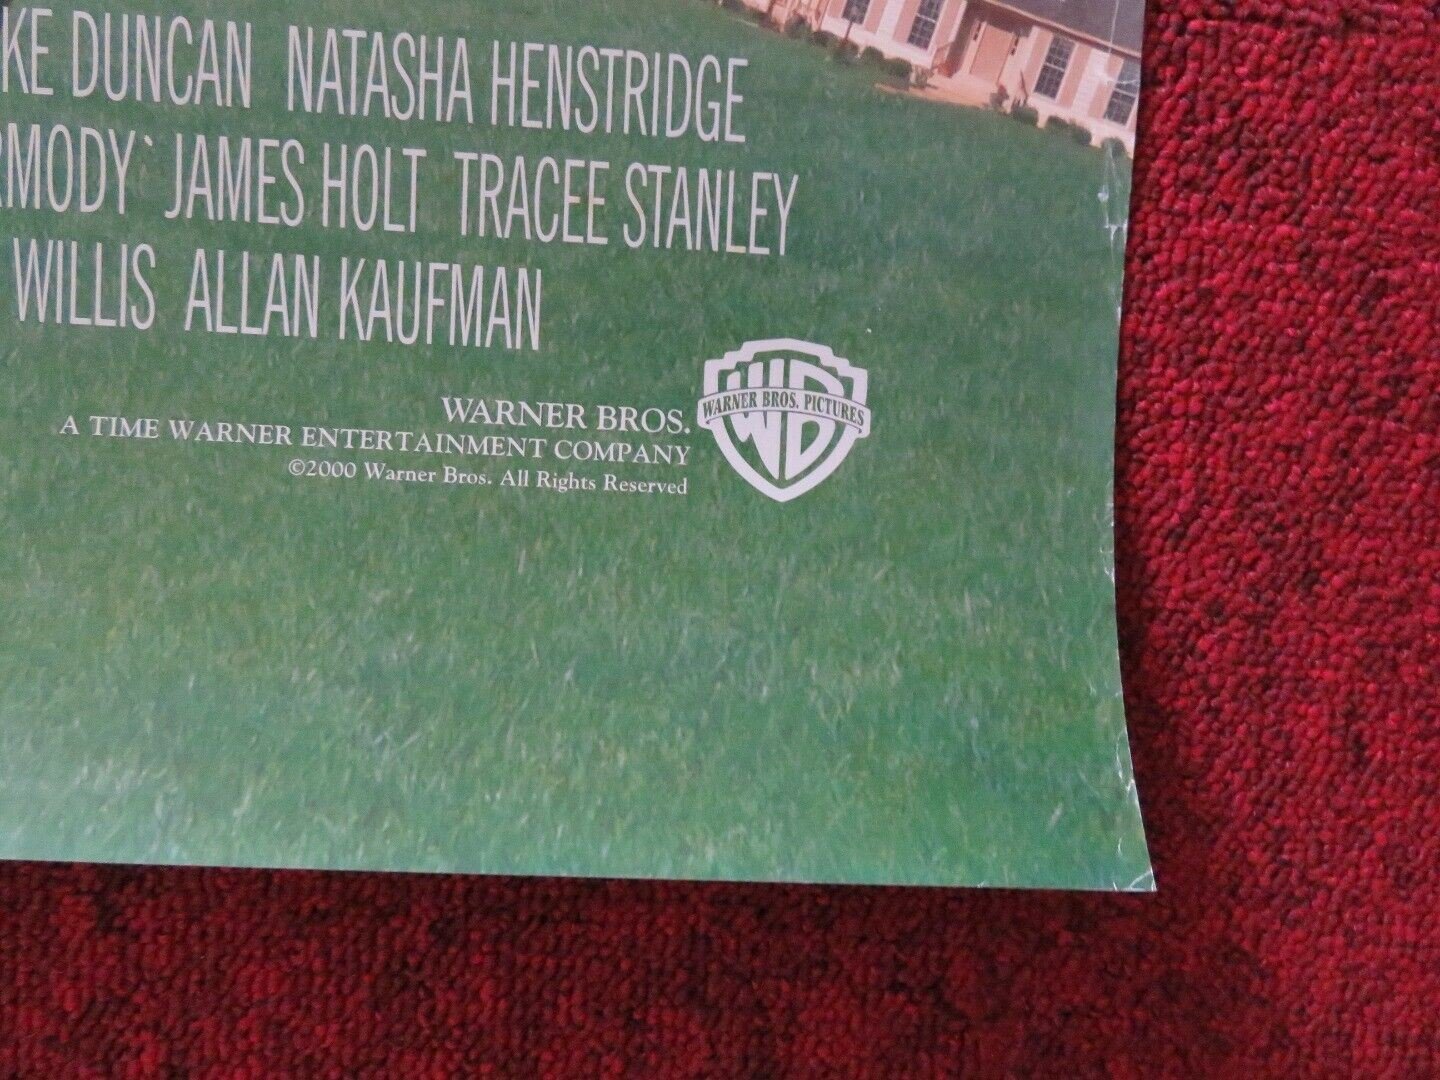 KE DUNCAN NATASHA HENSTRIDGE
RMODY` JAMES HOLT TRACEE STANLEY
WILLIS ALLAN KAUFMAN
WARNER BROS.
A TIME WARNER ENTERTAINMENT COMPANY
©2000 Warner Bros. All Rights Reserved
WB
WARNER BROS. PICTURES